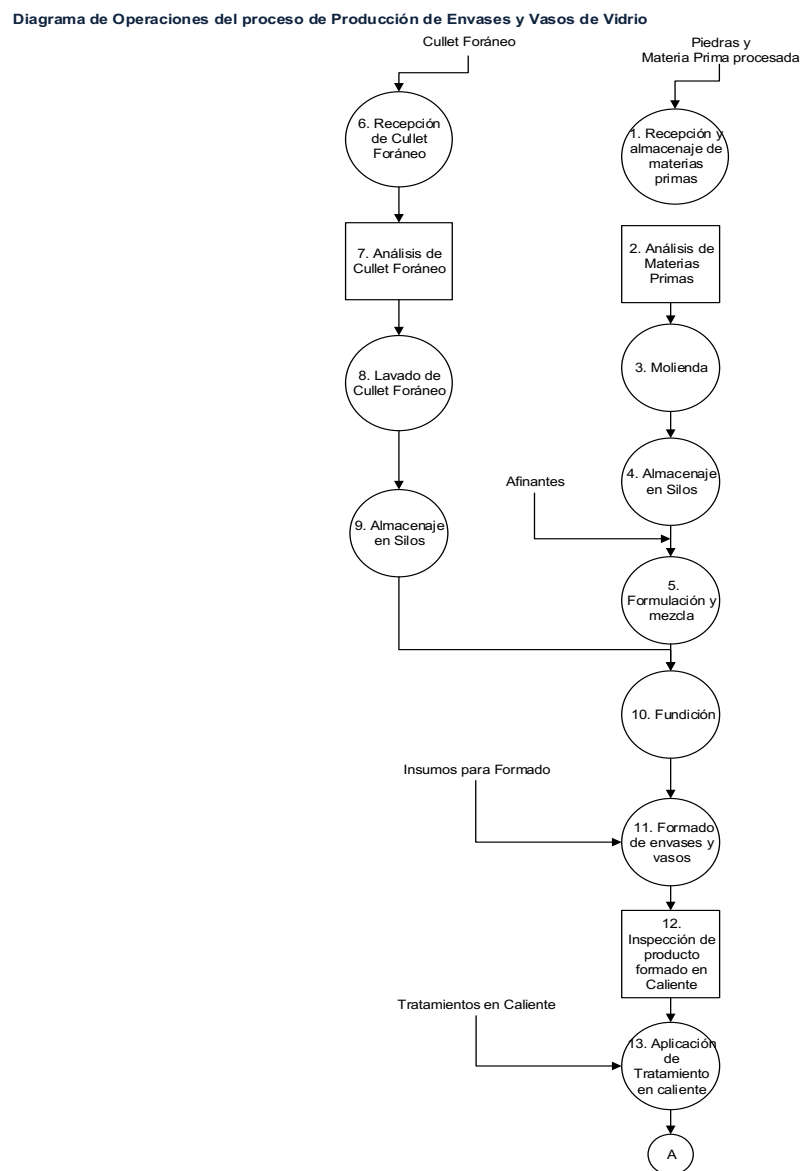 Diagrama de Operaciones del proceso de Producción de Envases y Vasos de Vidrio
Cullet Foráneo
Piedras y
Materia Prima procesada
6. Recepción
de Cullet
Foráneo
1. Recepción y
almacenaje de
materias
primas
7. Análisis de
Cullet Foráneo
2. Análisis de
Materias
Primas
8. Lavado de
Cullet Foráneo
3. Molienda
Afinantes
4. Almacenaje
en Silos
9. Almacenaje
en Silos
5.
Formulación y
mezcla
10. Fundición
Insumos para Formado
11. Formado
de envases y
vasos
12.
Inspección de
producto
formado en
Caliente
Tratamientos en Caliente
13. Aplicación
de
Tratamiento
en caliente
A